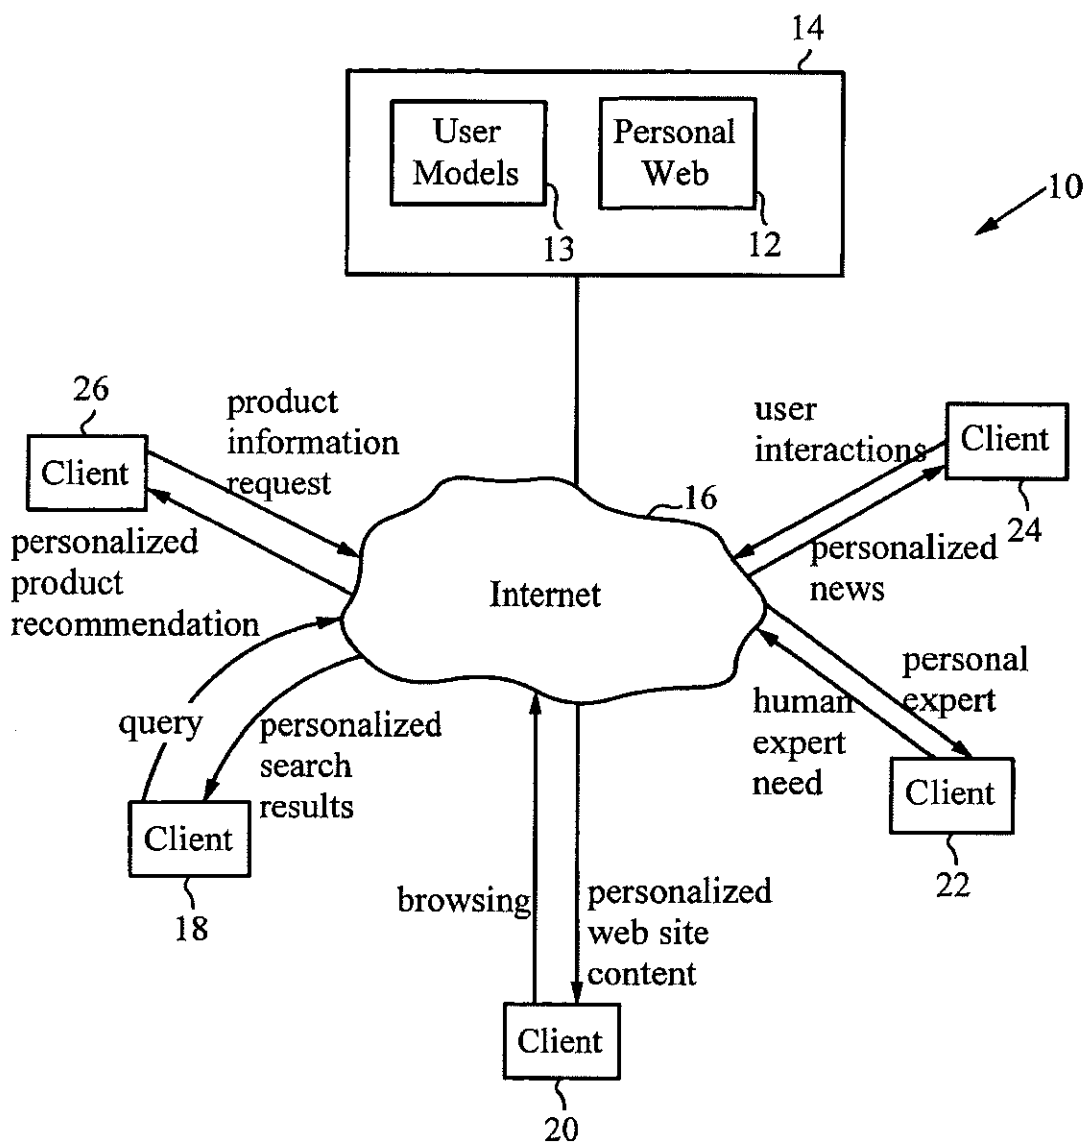 14
User
Models
Personal
Web
13
12
10
26
Client
product
information
request
user
interactions
Client
24
16
personalized
product
recommendation
Internet
personalized
news
query
personalized
search
results
human
expert
need
personal
expert
Client
18
Client
22
browsing
personalized
web site
content
Client
20